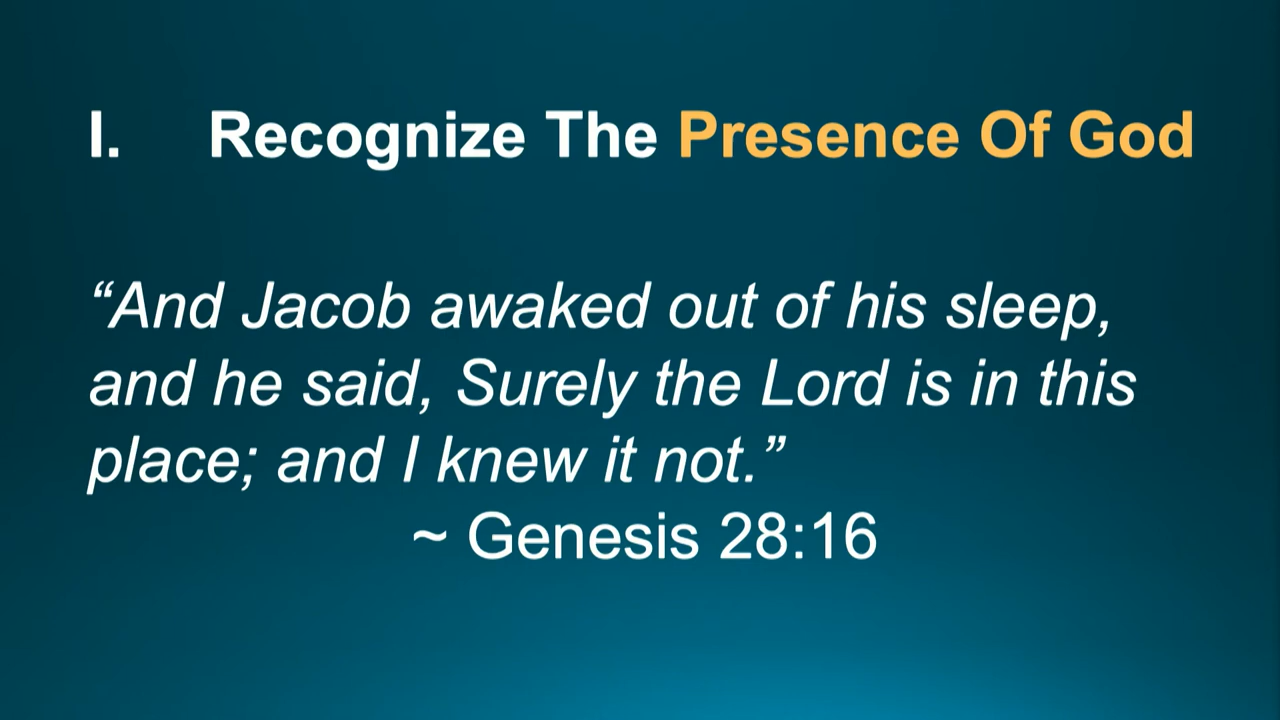 I. Recognize The Presence Of God
“And Jacob awaked out of his sleep,
and he said, Surely the Lord is in this
place; and I knew it not.”
~ Genesis 28:16